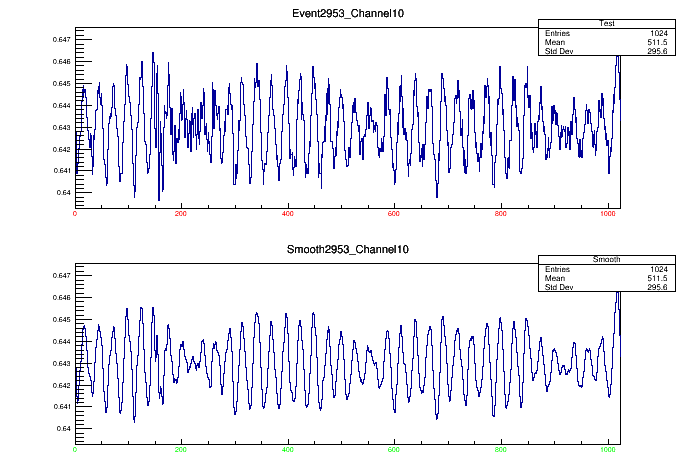 Event2953_Channel10
Test
Entries 1024
Mean 511.5
Std Dev 295.6
0.647
0.646
0.645
0.644
0.643
0.642
0.641
0.64
0 200 400 600 800 1000
Smooth2953_Channel10
Smooth
Entries 1024
Mean 511.5
Std Dev 295.6
0.647
0.646
0.645
0.644
0.643
0.642
0.641
0.64
0 200 400 600 800 1000